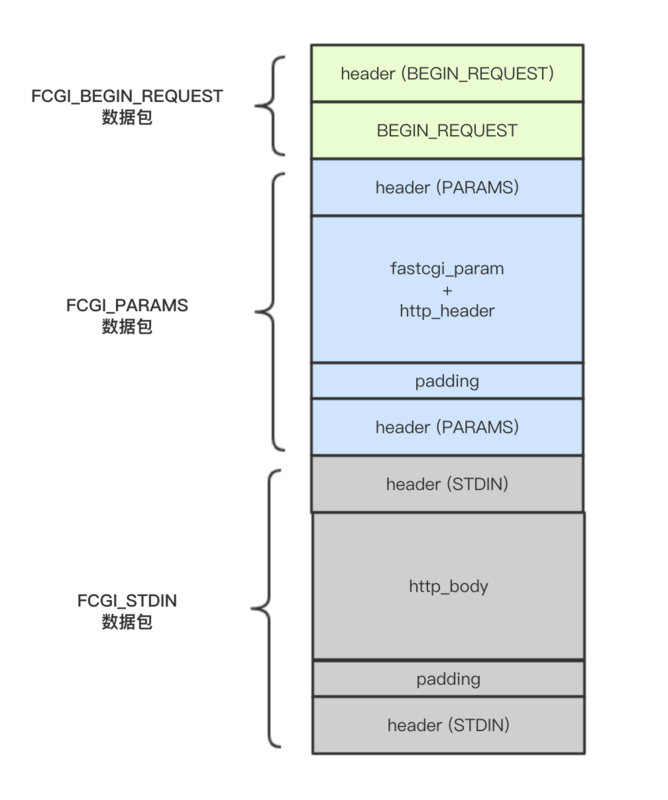 FCGI_BEGIN_REQUEST
数据包
header (BEGIN_REQUEST)
BEGIN_REQUEST
FCGI_PARAMS
数据包
header (PARAMS)
fastcgi_param
+
http_header
padding
header (PARAMS)
FCGI_STDIN
数据包
header (STDIN)
http_body
padding
header (STDIN)